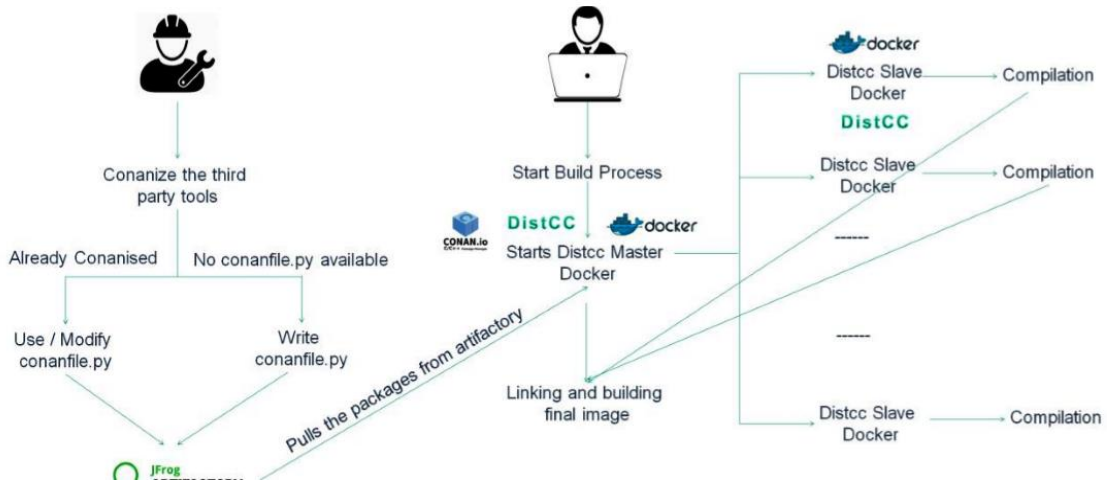 Conanize the third
party tools
Already Conanised
No conanfile.py available
Use / Modify
conanfile.py
Write
conanfile.py
JFrog
Pulls the packages from artifactory
Start Build Process
CONAN.io
DistCC
docker
Starts Distcc Master
Docker
Linking and building
final image
docker
Distcc Slave
Docker
Compilation
DistCC
Distcc Slave
Docker
Compilation
------
------
Distcc Slave
Docker
Compilation